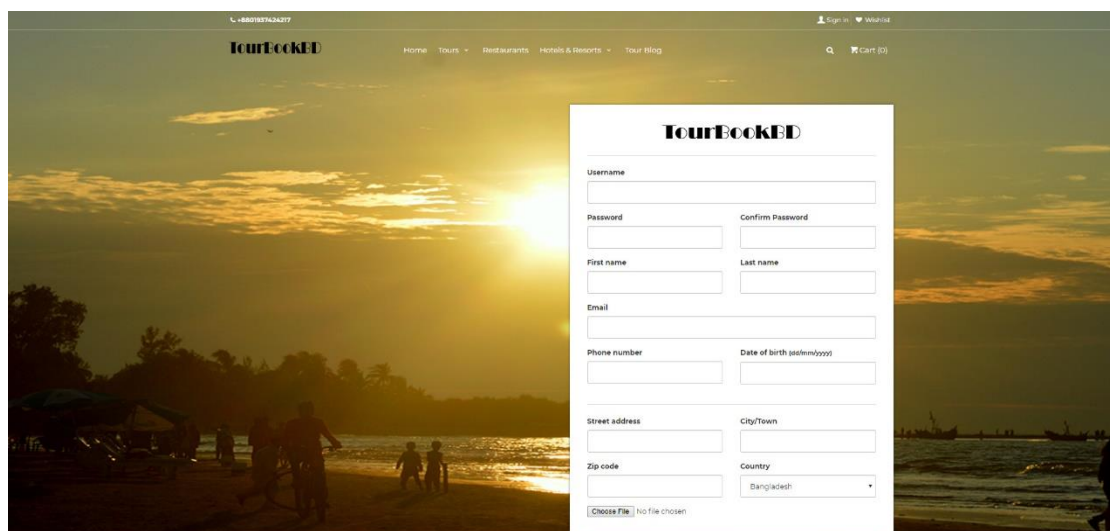 +8801937424217 Sign in Wishlist
TourBookBD Home Tours Restaurants Hotels & Resorts Tour Blog Cart (0)
TourBookBD
Username
Password Confirm Password
First name Last name
Email
Phone number Date of birth (dd/mm/yyyy)
Street address City/Town
Zip code Country
Bangladesh
Choose File No file chosen